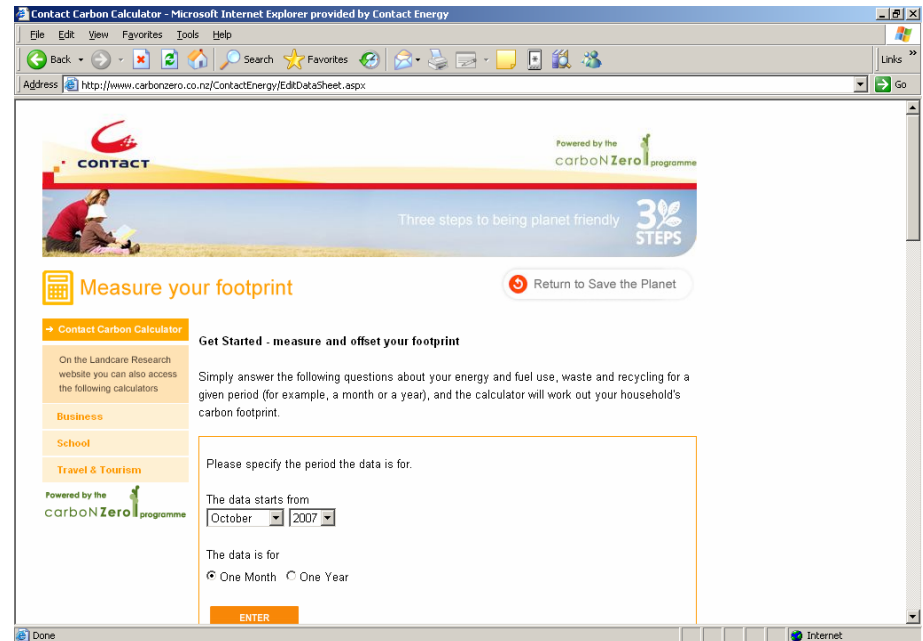 Contact Carbon Calculator - Microsoft Internet Explorer provided by Contact Energy
File Edit View Favorites Tools Help
Back Search Favorites Links
Address http://www.carbonzero.co.nz/ContactEnergy/EditDataSheet.aspx Go
CONTACT
Powered by the
carboNZero programme
Three steps to being planet friendly 3 STEPS
Measure your footprint
Return to Save the Planet
Contact Carbon Calculator
On the Landcare Research
website you can also access
the following calculators
Business
School
Travel & Tourism
Powered by the
carboNZero programme
Get Started - measure and offset your footprint
Simply answer the following questions about your energy and fuel use, waste and recycling for a
given period (for example, a month or a year), and the calculator will work out your household's
carbon footprint.
Please specify the period the data is for.
The data starts from
October 2007
The data is for
One Month One Year
ENTER
Done Internet